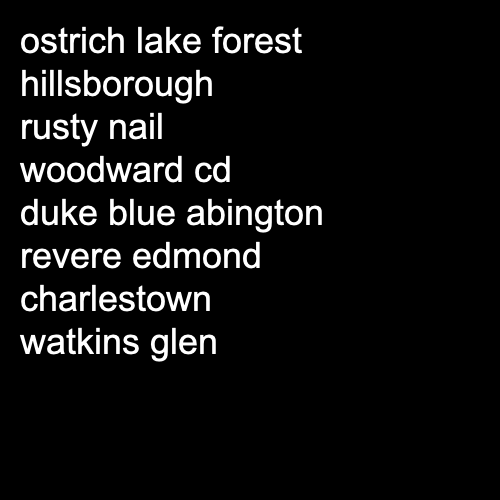 ostrich lake forest
hillsborough
rusty nail
woodward cd
duke blue abington
revere edmond
charlestown
watkins glen